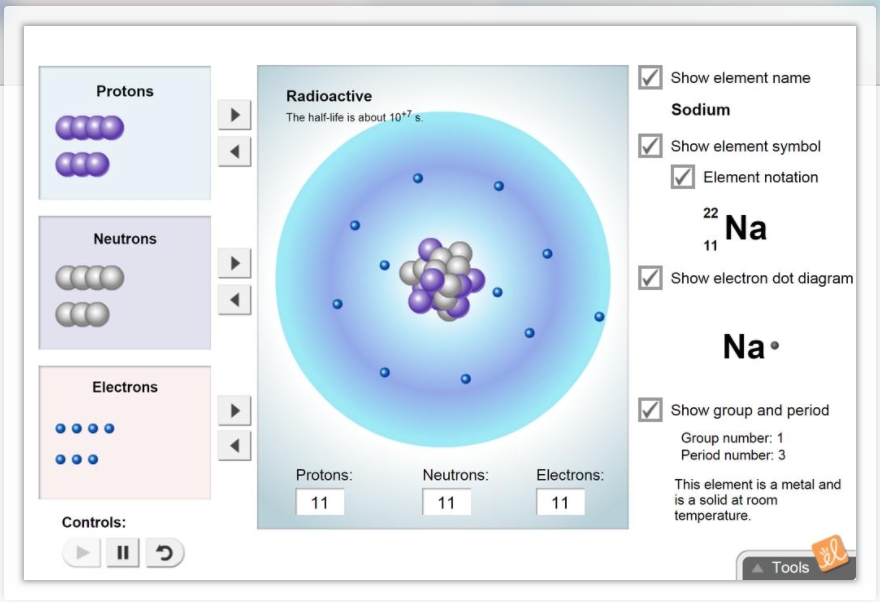 Protons
Neutrons
Electrons
Controls:
Radioactive
The half-life is about 10⁺⁷ s.
Protons:
11
Neutrons:
11
Electrons:
11
Show element name
Sodium
Show element symbol
Element notation
22
11
Na
Show electron dot diagram
Na
Show group and period
Group number: 1
Period number: 3
This element is a metal and
is a solid at room
temperature.
Tools
el